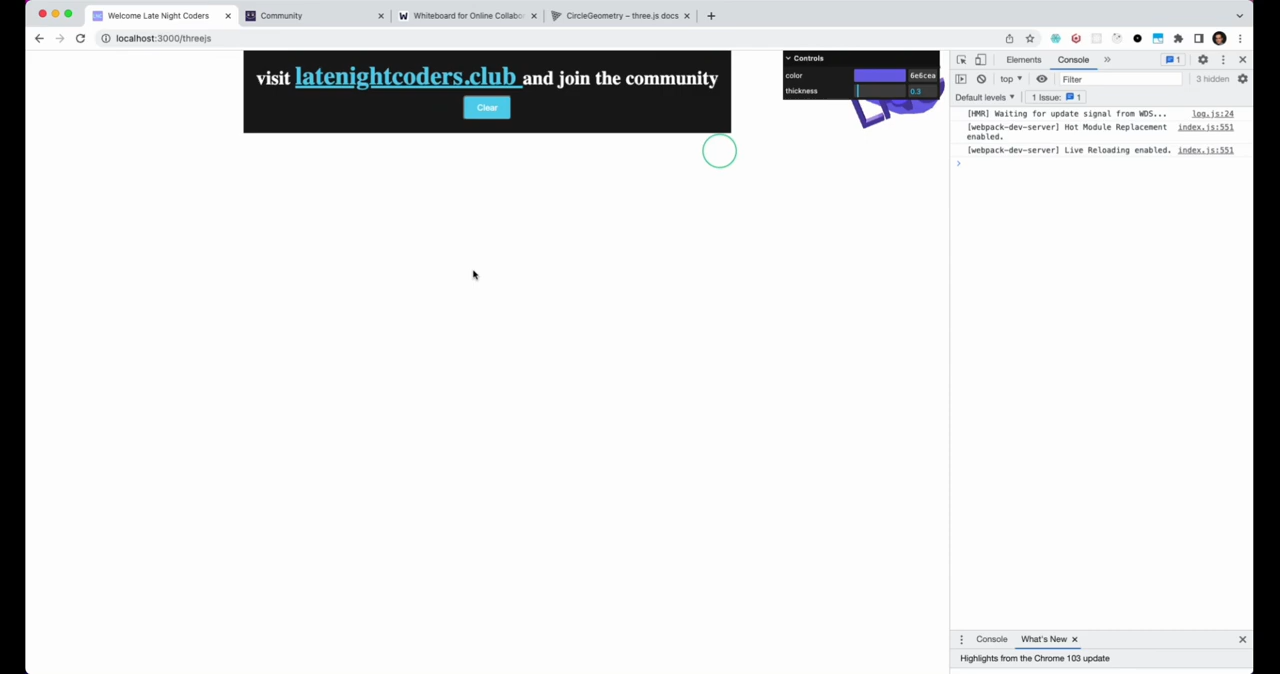 Welcome Late Night Coders
Community
Whiteboard for Online Collabo
CircleGeometry – three.js docs
localhost:3000/threejs
visit latenightcoders.club and join the community
Clear
Controls
color 6e6cea
thickness 0.3
Elements Console » 1
top ▾ Filter 3 hidden
Default levels ▾ 1 Issue: 1
[HMR] Waiting for update signal from WDS... log.js:24
[webpack-dev-server] Hot Module Replacement index.js:551
enabled.
[webpack-dev-server] Live Reloading enabled. index.js:551
>
Console What's New ×
Highlights from the Chrome 103 update